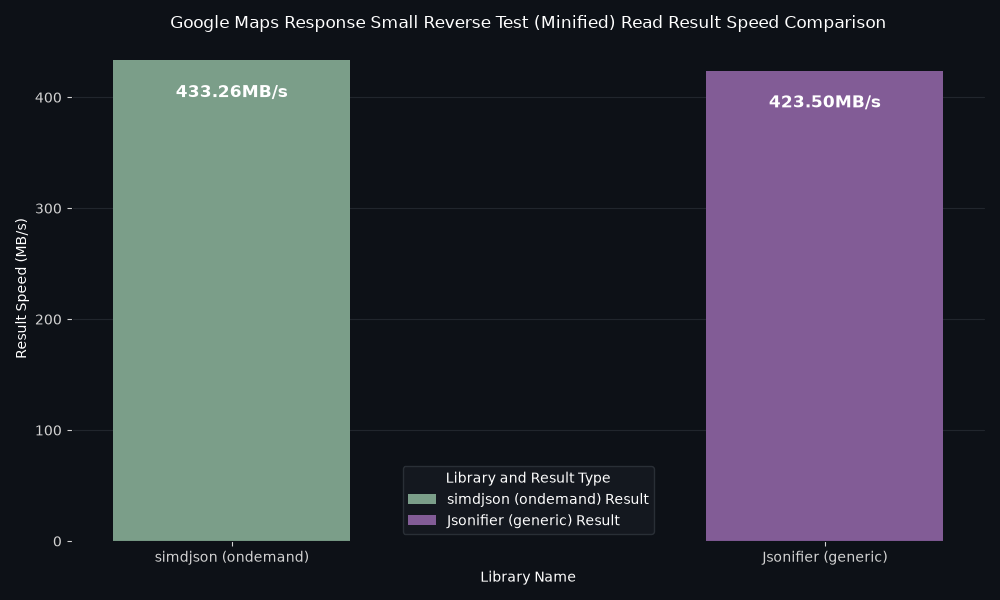 Google Maps Response Small Reverse Test (Minified) Read Result Speed Comparison
433.26MB/s
423.50MB/s
400
300
200
100
0
Result Speed (MB/s)
Library and Result Type
simdjson (ondemand) Result
Jsonifier (generic) Result
simdjson (ondemand)
Jsonifier (generic)
Library Name